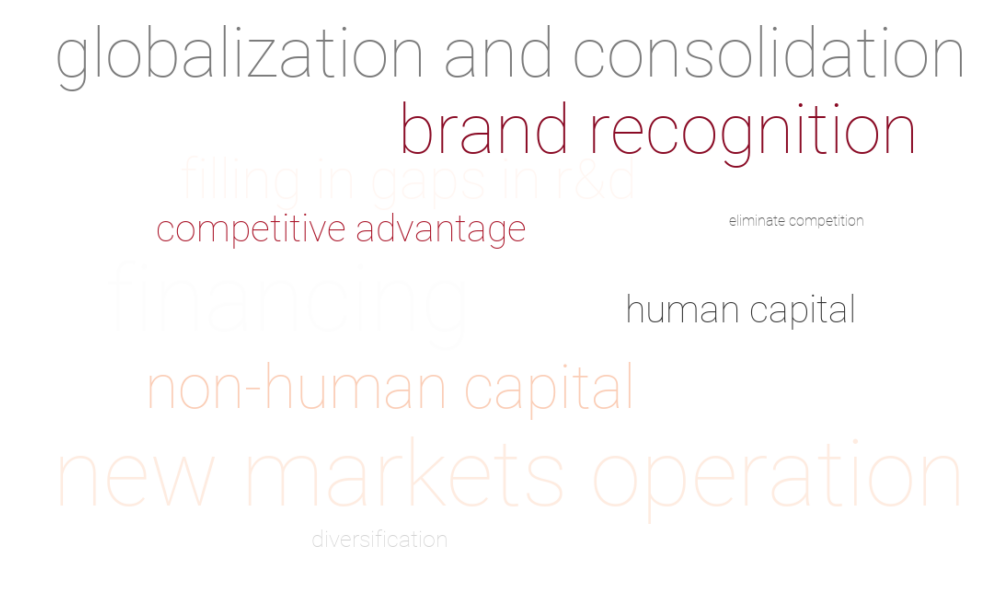 globalization and consolidation
brand recognition
filling in gaps in r&d
competitive advantage
eliminate competition
financing
human capital
non-human capital
new markets operation
diversification